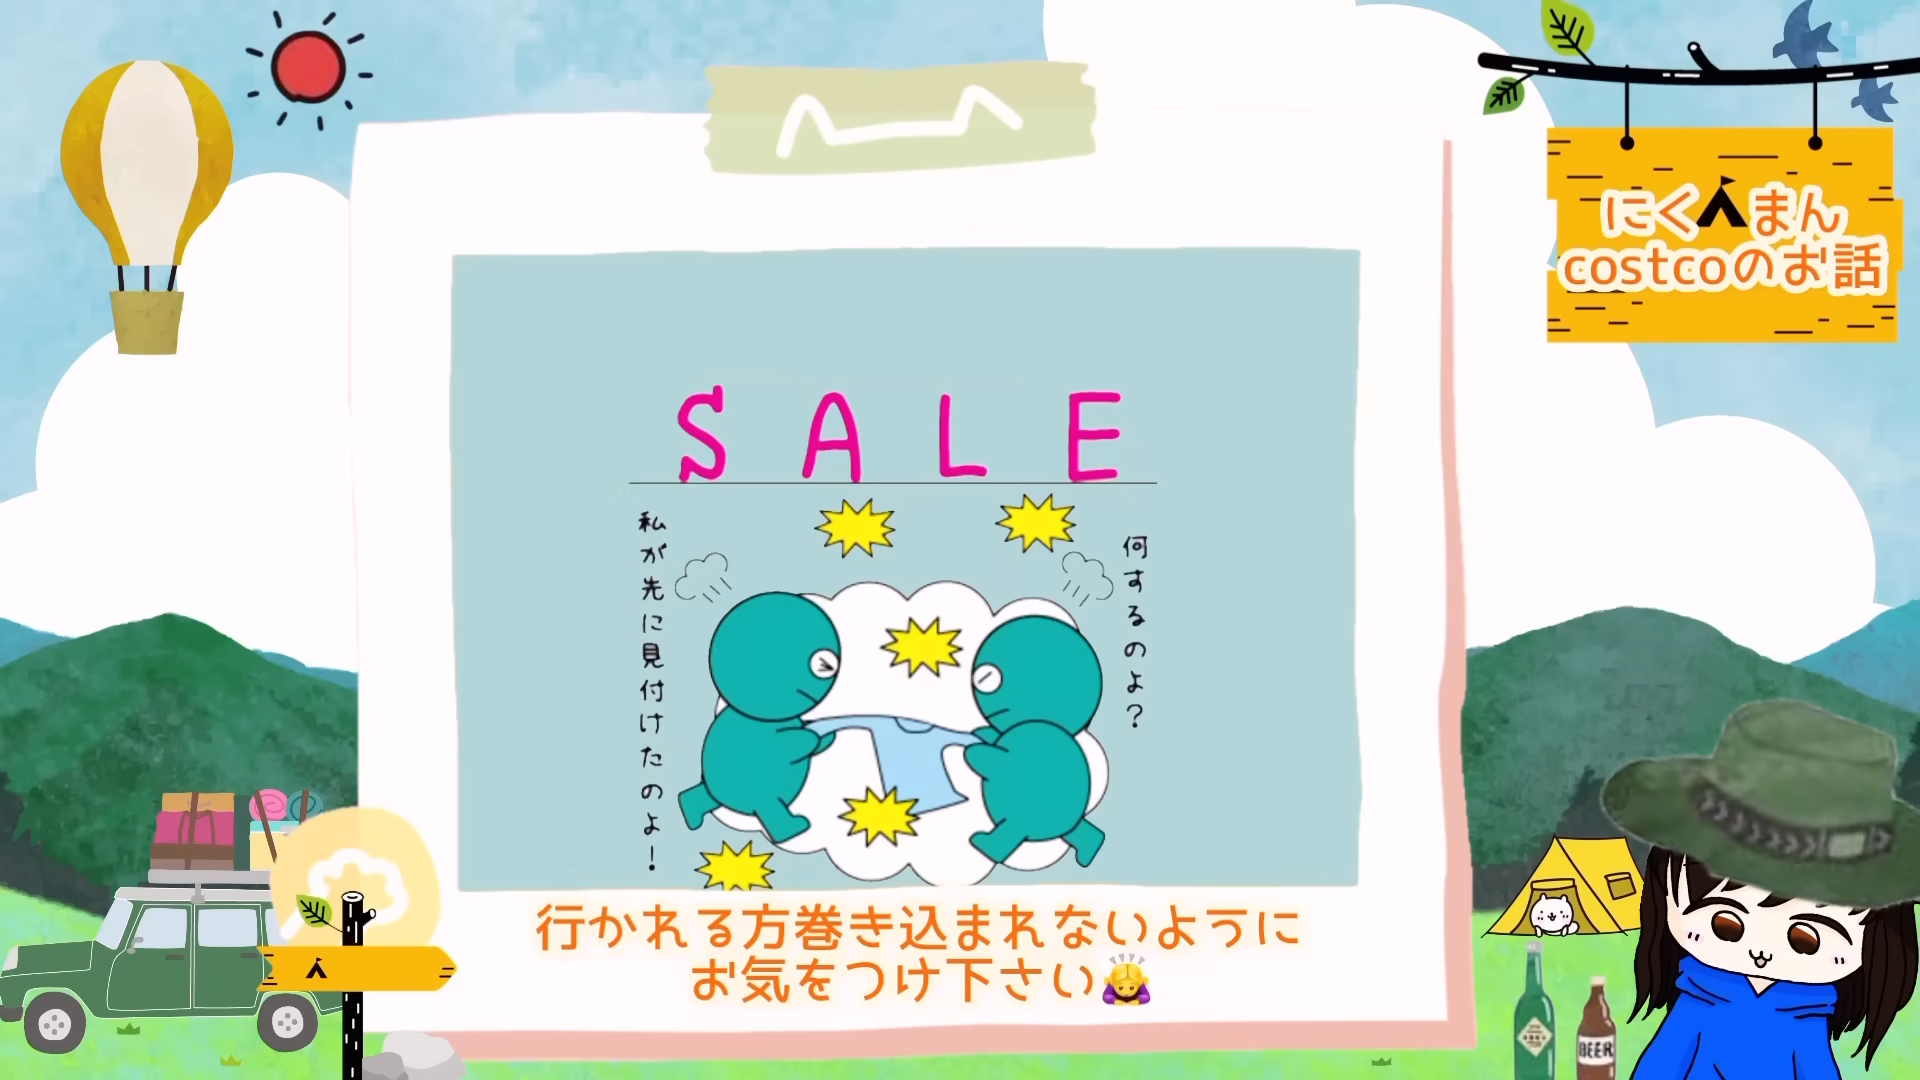 にく まん
costcoのお話
SALE
何するのよ?
私が先に見付けたのよ!
行かれる方巻き込まれないように
お気をつけ下さい🙇
BEER